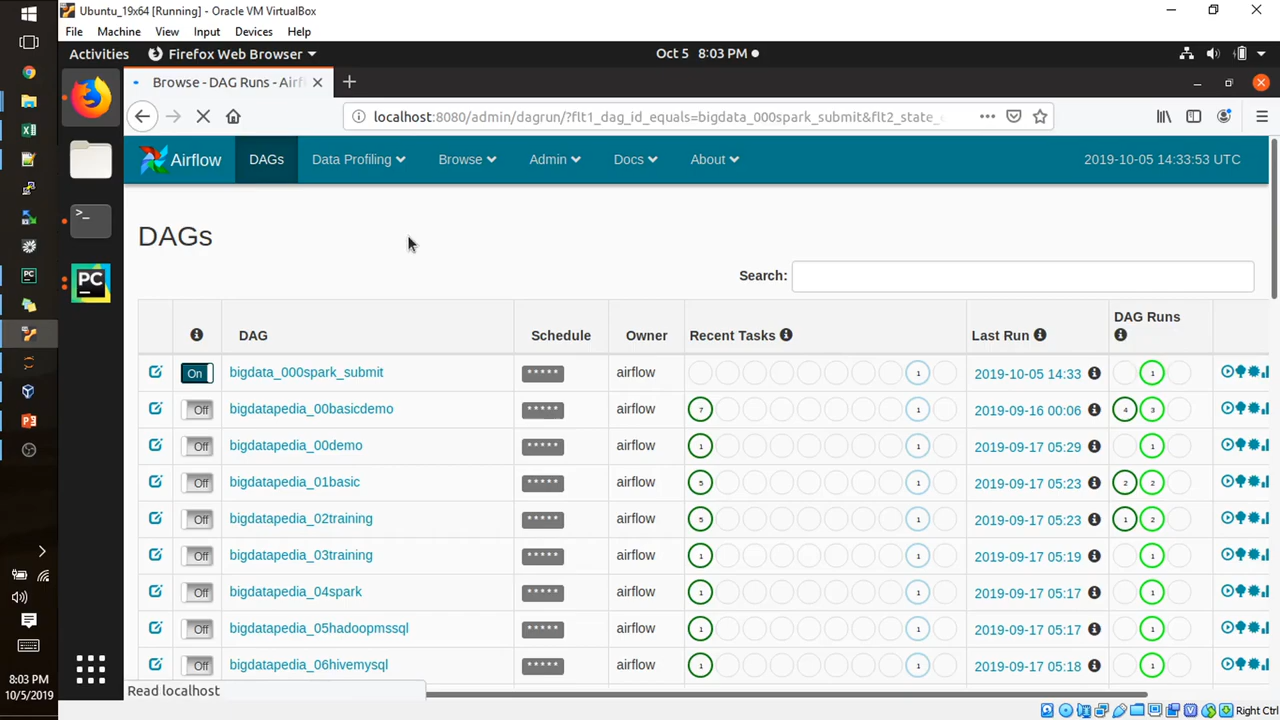 Ubuntu_19x64 [Running] - Oracle VM VirtualBox
File Machine View Input Devices Help
Activities Firefox Web Browser Oct 5 8:03 PM
Browse - DAG Runs - Airfl
localhost:8080/admin/dagrun/?flt1_dag_id_equals=bigdata_000spark_submit&flt2_state_e
Airflow DAGs Data Profiling Browse Admin Docs About 2019-10-05 14:33:53 UTC
DAGs
Search:
DAG Schedule Owner Recent Tasks Last Run DAG Runs
On bigdata_000spark_submit ***** airflow 1 2019-10-05 14:33 1
Off bigdatapedia_00basicdemo ***** airflow 7 1 2019-09-16 00:06 4 3
Off bigdatapedia_00demo ***** airflow 1 1 2019-09-17 05:29 1
Off bigdatapedia_01basic ***** airflow 5 1 2019-09-17 05:23 2 2
Off bigdatapedia_02training ***** airflow 5 1 2019-09-17 05:23 1 2
Off bigdatapedia_03training ***** airflow 1 1 2019-09-17 05:19 1
Off bigdatapedia_04spark ***** airflow 1 1 2019-09-17 05:17 1
Off bigdatapedia_05hadoopmssql ***** airflow 1 1 2019-09-17 05:17 1
Off bigdatapedia_06hivemysql ***** airflow 1 1 2019-09-17 05:18 1
Read localhost
PC
PC
8:03 PM
10/5/2019
Right Ctrl